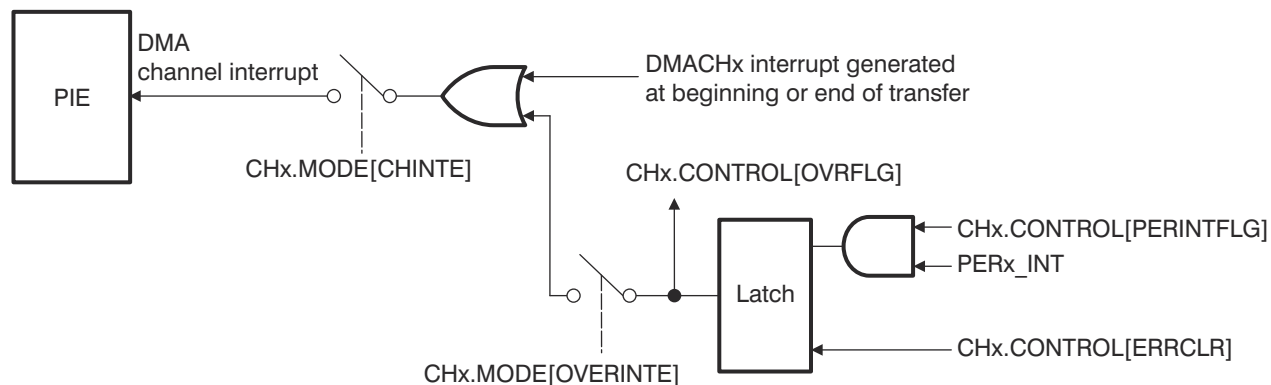 DMA
channel interrupt
PIE
DMACHx interrupt generated
at beginning or end of transfer
CHx.MODE[CHINTE]
CHx.CONTROL[OVRFLG]
CHx.CONTROL[PERINTFLG]
PERx_INT
Latch
CHx.CONTROL[ERRCLR]
CHx.MODE[OVERINTE]